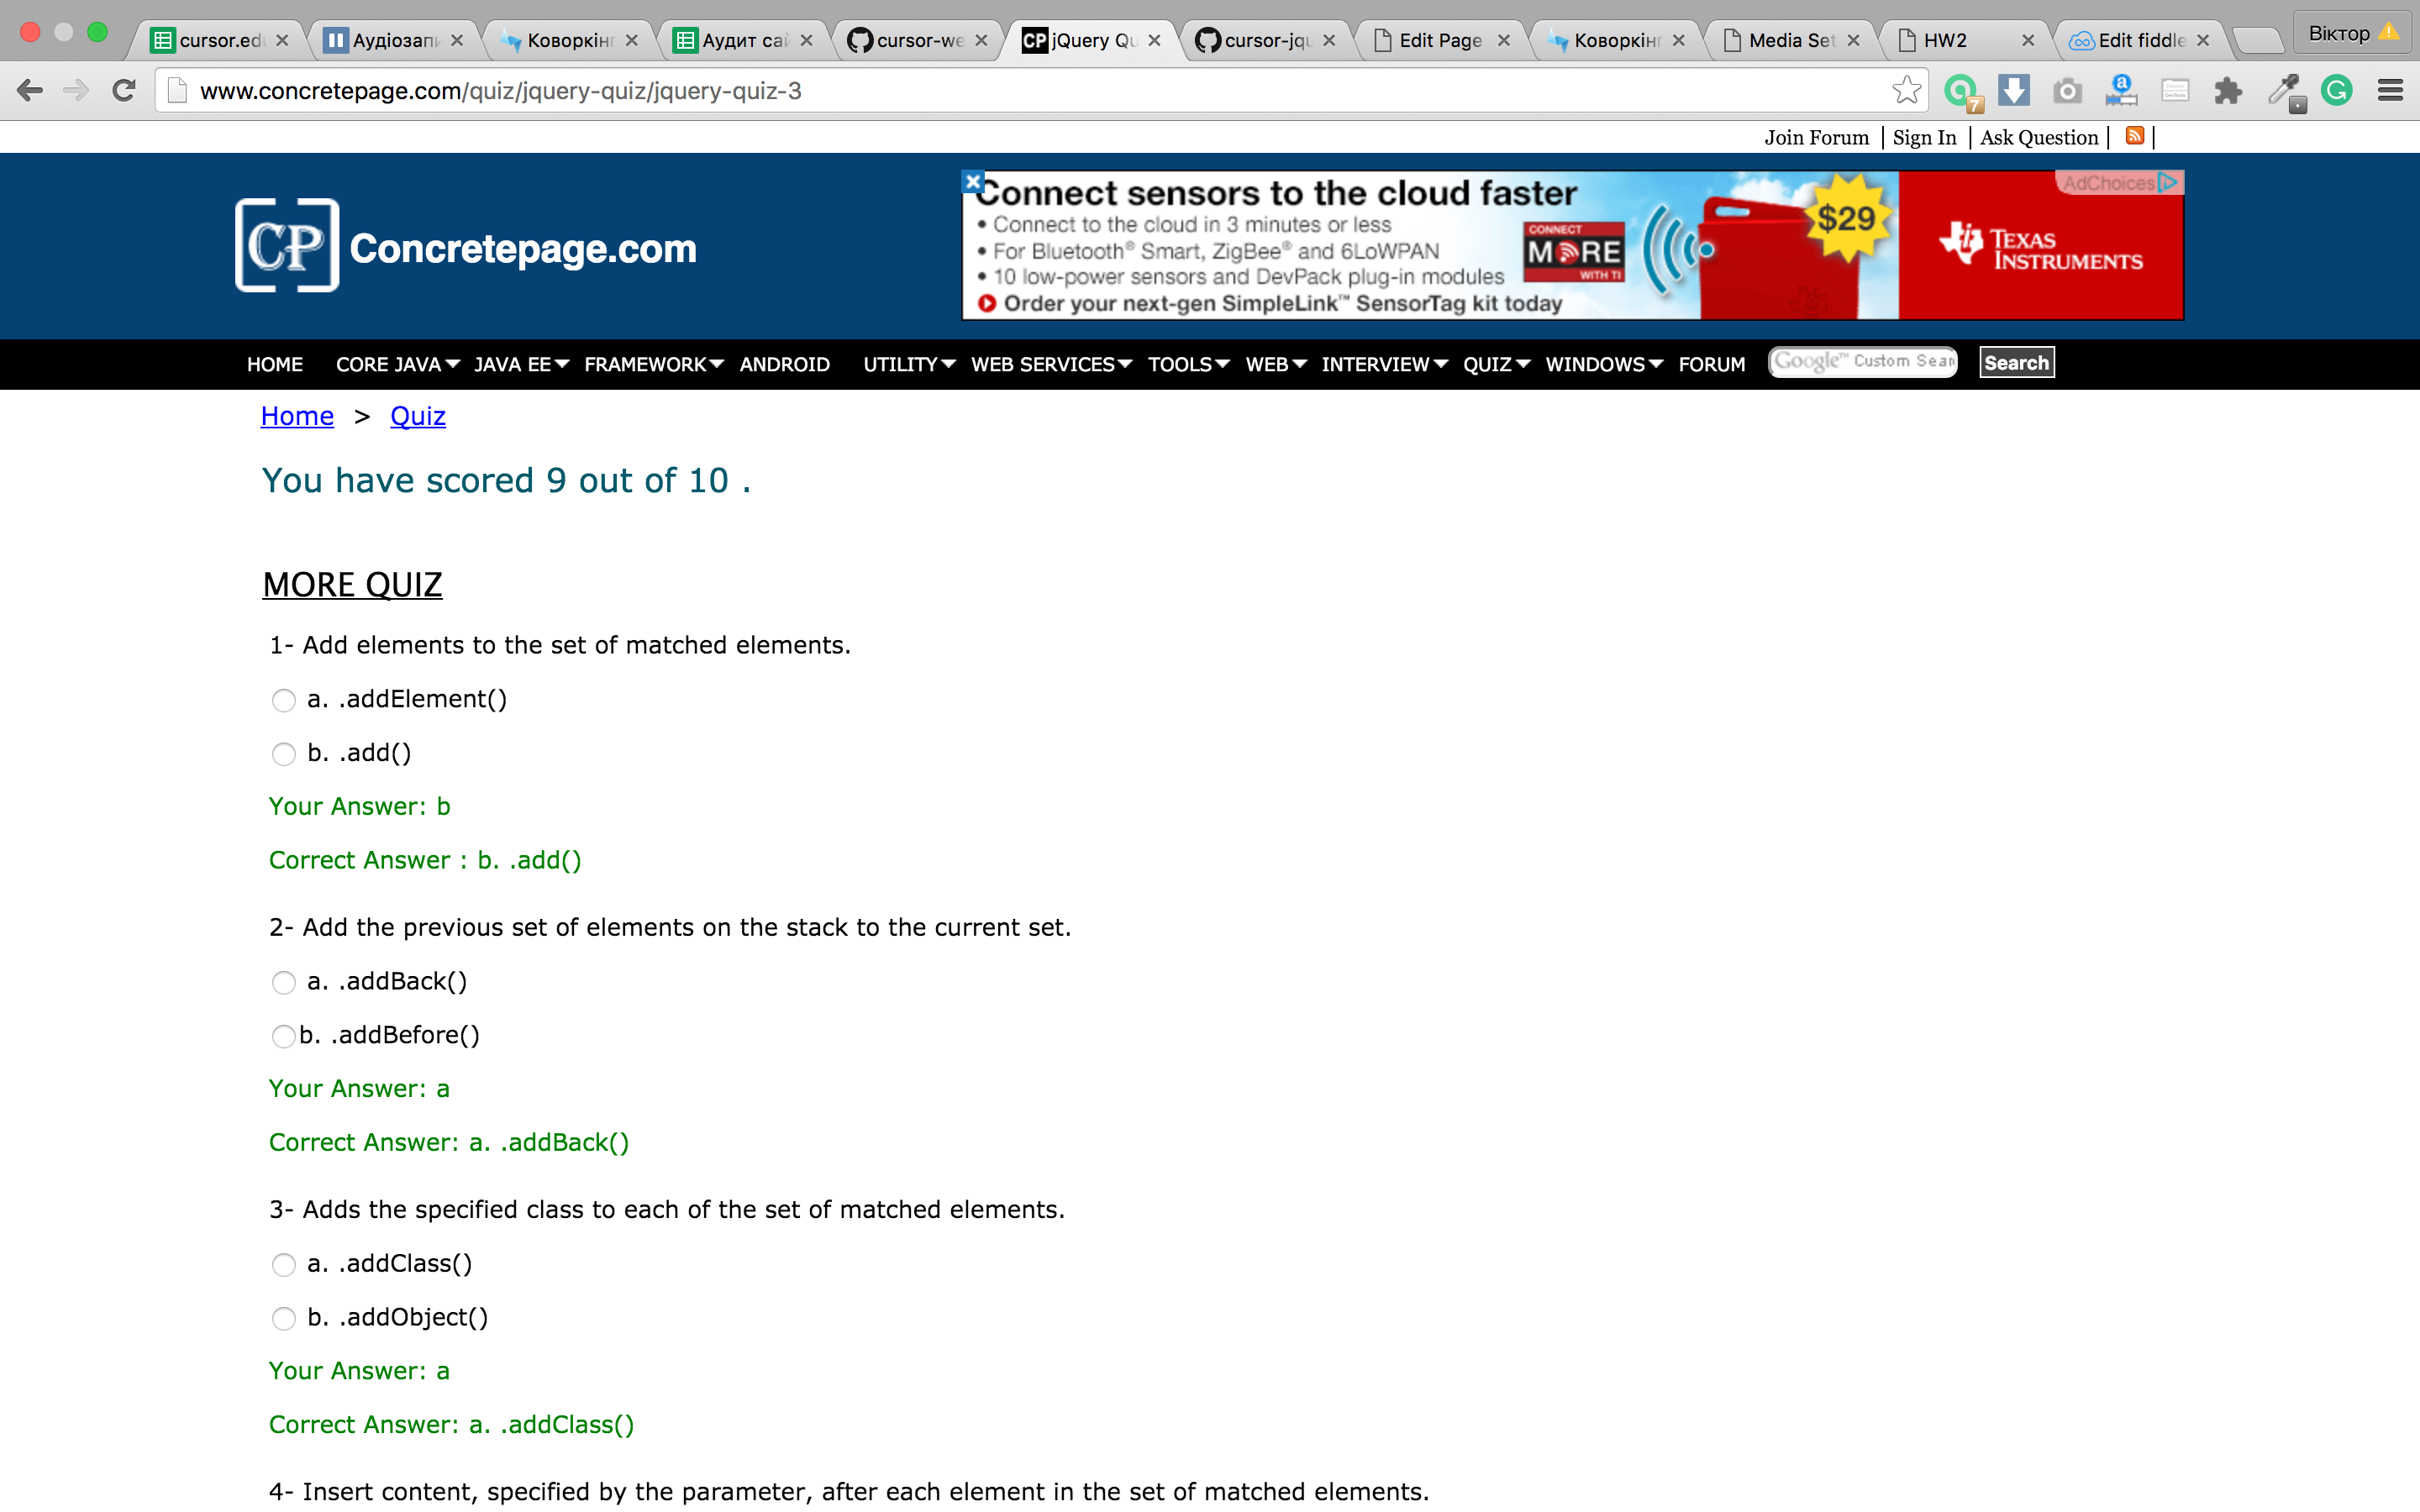 cursor.ed
Аудіозапи
Коворкінг
Аудит сай
cursor-we
CP jQuery Qu
cursor-jqu
Edit Page
Коворкінг
Media Set
HW2
Edit fiddle
Віктор
www.concretepage.com/quiz/jquery-quiz/jquery-quiz-3
7
Join Forum | Sign In | Ask Question |
CP Concretepage.com
Connect sensors to the cloud faster
• Connect to the cloud in 3 minutes or less
• For Bluetooth® Smart, ZigBee® and 6LoWPAN
• 10 low-power sensors and DevPack plug-in modules
Order your next-gen SimpleLink™ SensorTag kit today
CONNECT
MORE
WITH TI
$29
AdChoices
TEXAS
INSTRUMENTS
HOME CORE JAVA JAVA EE FRAMEWORK ANDROID UTILITY WEB SERVICES TOOLS WEB INTERVIEW QUIZ WINDOWS FORUM Google™ Custom Sear Search
Home > Quiz
You have scored 9 out of 10 .
MORE QUIZ
1- Add elements to the set of matched elements.
a. .addElement()
b. .add()
Your Answer: b
Correct Answer : b. .add()
2- Add the previous set of elements on the stack to the current set.
a. .addBack()
b. .addBefore()
Your Answer: a
Correct Answer: a. .addBack()
3- Adds the specified class to each of the set of matched elements.
a. .addClass()
b. .addObject()
Your Answer: a
Correct Answer: a. .addClass()
4- Insert content, specified by the parameter, after each element in the set of matched elements.